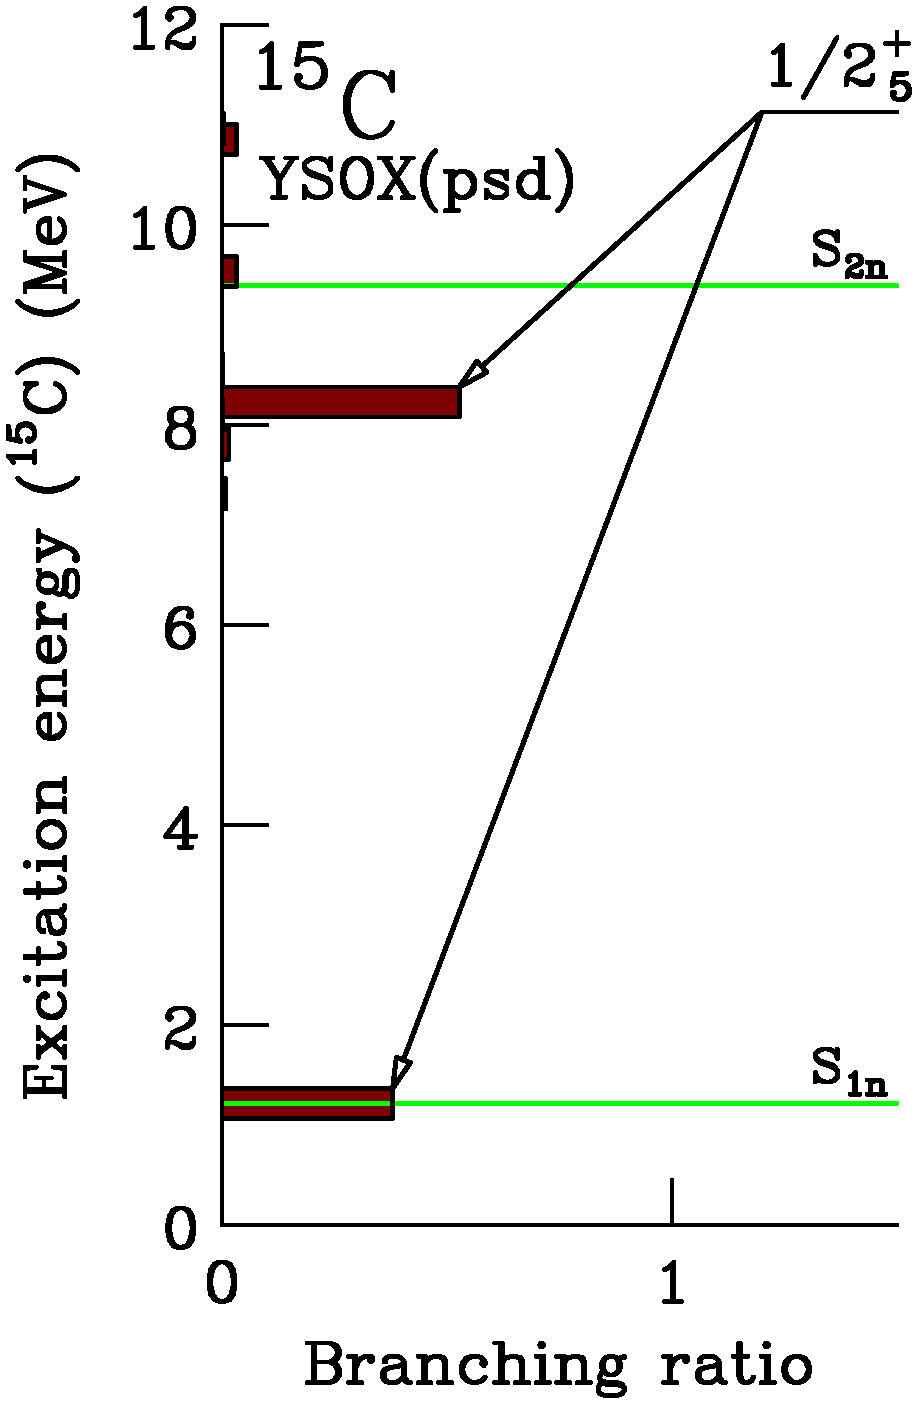 12
¹⁵C
1/2⁺₅
YSOX(psd)
10
S₂ₙ
8
6
4
2
S₁ₙ
0
0 1
Branching ratio
Excitation energy (¹⁵C) (MeV)